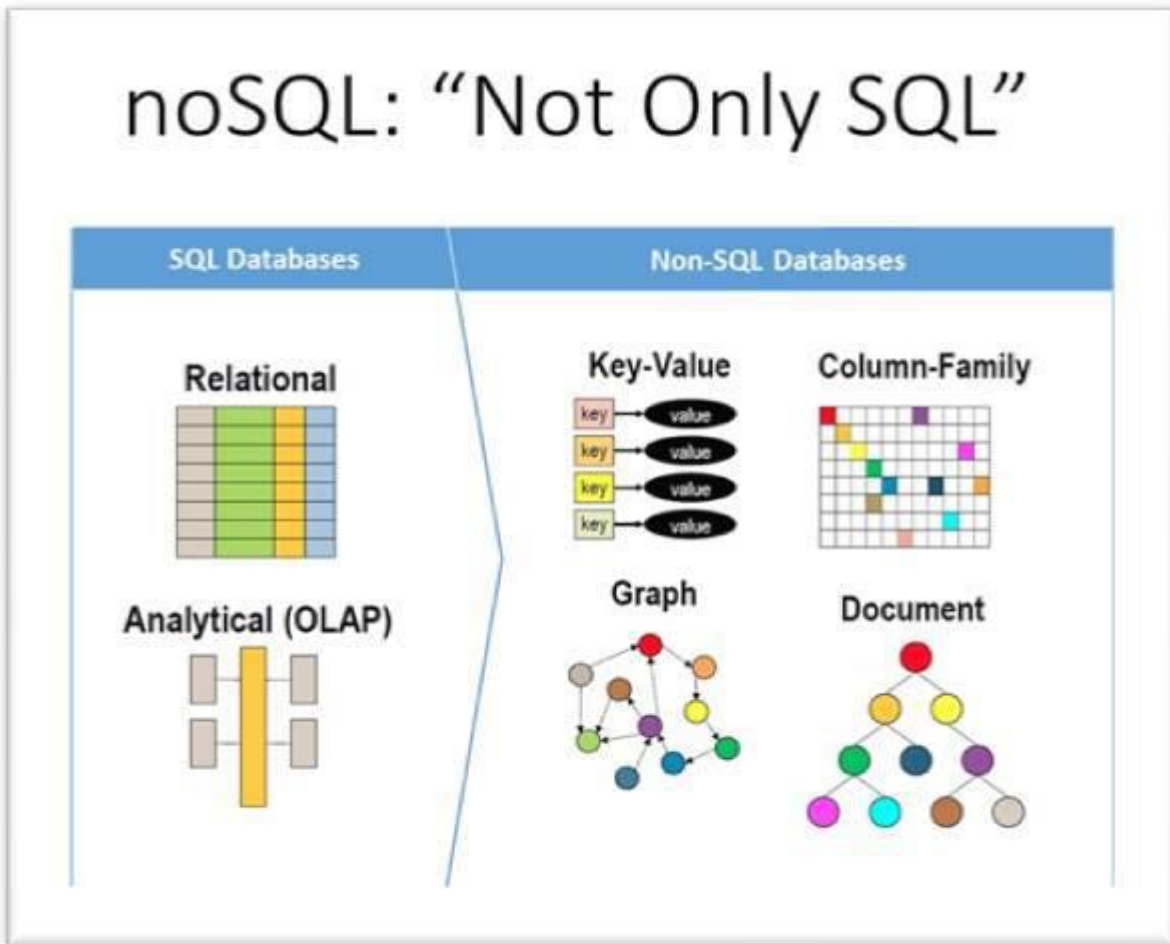 noSQL: “Not Only SQL”
SQL Databases
Non-SQL Databases
Relational
Analytical (OLAP)
Key-Value
key value
key value
key value
key value
Column-Family
Graph
Document